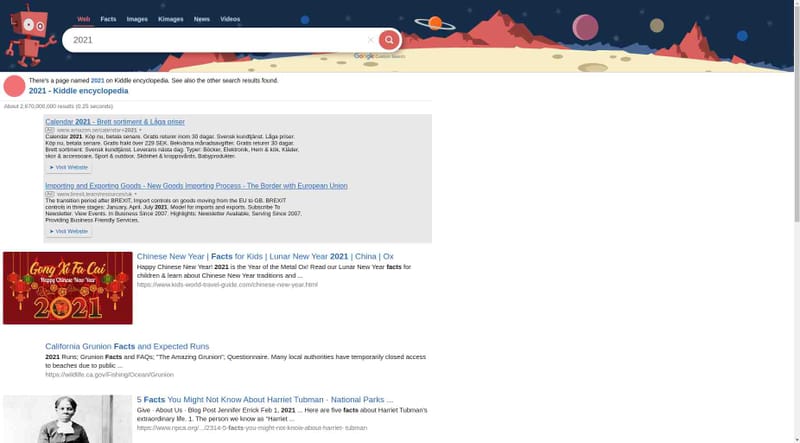 Web Facts Images Kimages News Videos
2021
Google Custom Search
There's a page named 2021 on Kiddle encyclopedia. See also the other search results found.
2021 - Kiddle encyclopedia
About 2,670,000,000 results (0.25 seconds)
Calendar 2021 - Brett sortiment & Låga priser
Ad www.amazon.se/calendar+2021
Calendar 2021. Köp nu, betala senare. Gratis returer inom 30 dagar. Svensk kundtjänst. Låga priser.
Köp nu, betala senare. Gratis frakt över 229 SEK. Bekväma månadsavgifter. Gratis returer 30 dagar.
Brett sortiment. Svensk kundtjänst. Leverans nästa dag. Typer: Böcker, Elektronik, Hem & kök, Kläder,
skor & accessoarer, Sport & outdoor, Skönhet & kroppsvårds, Babyprodukter.
➤ Visit Website
Importing and Exporting Goods - New Goods Importing Process - The Border with European Union
Ad www.brexit.learn/resources/uk
The transition period after BREXIT. Import controls on goods moving from the EU to GB. BREXIT
controls in three stages: January, April, July 2021. Model for imports and exports. Subscribe To
Newsletter. View Events. In Business Since 2007. Highlights: Newsletter Available, Serving Since 2007,
Providing Business Friendly Services.
➤ Visit Website
Gong Xi Fa Cai
Happy Chinese New Year
2021
Chinese New Year | Facts for Kids | Lunar New Year 2021 | China | Ox
Happy Chinese New Year! 2021 is the Year of the Metal Ox! Read our Lunar New Year facts for
children & learn about Chinese New Year traditions and ...
https://www.kids-world-travel-guide.com/chinese-new-year.html
California Grunion Facts and Expected Runs
2021 Runs; Grunion Facts and FAQs; "The Amazing Grunion"; Questionnaire. Many local authorities have temporarily closed access
to beaches due to public ...
https://wildlife.ca.gov/Fishing/Ocean/Grunion
5 Facts You Might Not Know About Harriet Tubman · National Parks ...
Give · About Us · Blog Post Jennifer Errick Feb 1, 2021 ... Here are five facts about Harriet Tubman's
extraordinary life. 1. The person we know as "Harriet ...
https://www.npca.org/.../2314-5-facts-you-might-not-know-about-harriet- tubman